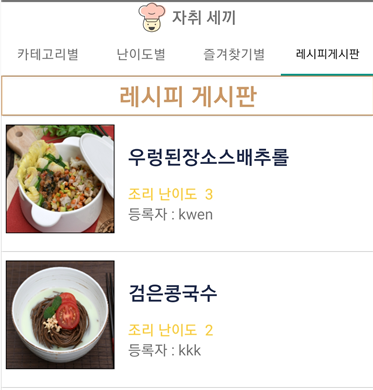 자취 세끼
카테고리별 난이도별 즐겨찾기별 레시피게시판
레시피 게시판
우렁된장소스배추롤
조리 난이도 3
등록자 : kwen
검은콩국수
조리 난이도 2
등록자 : kkk